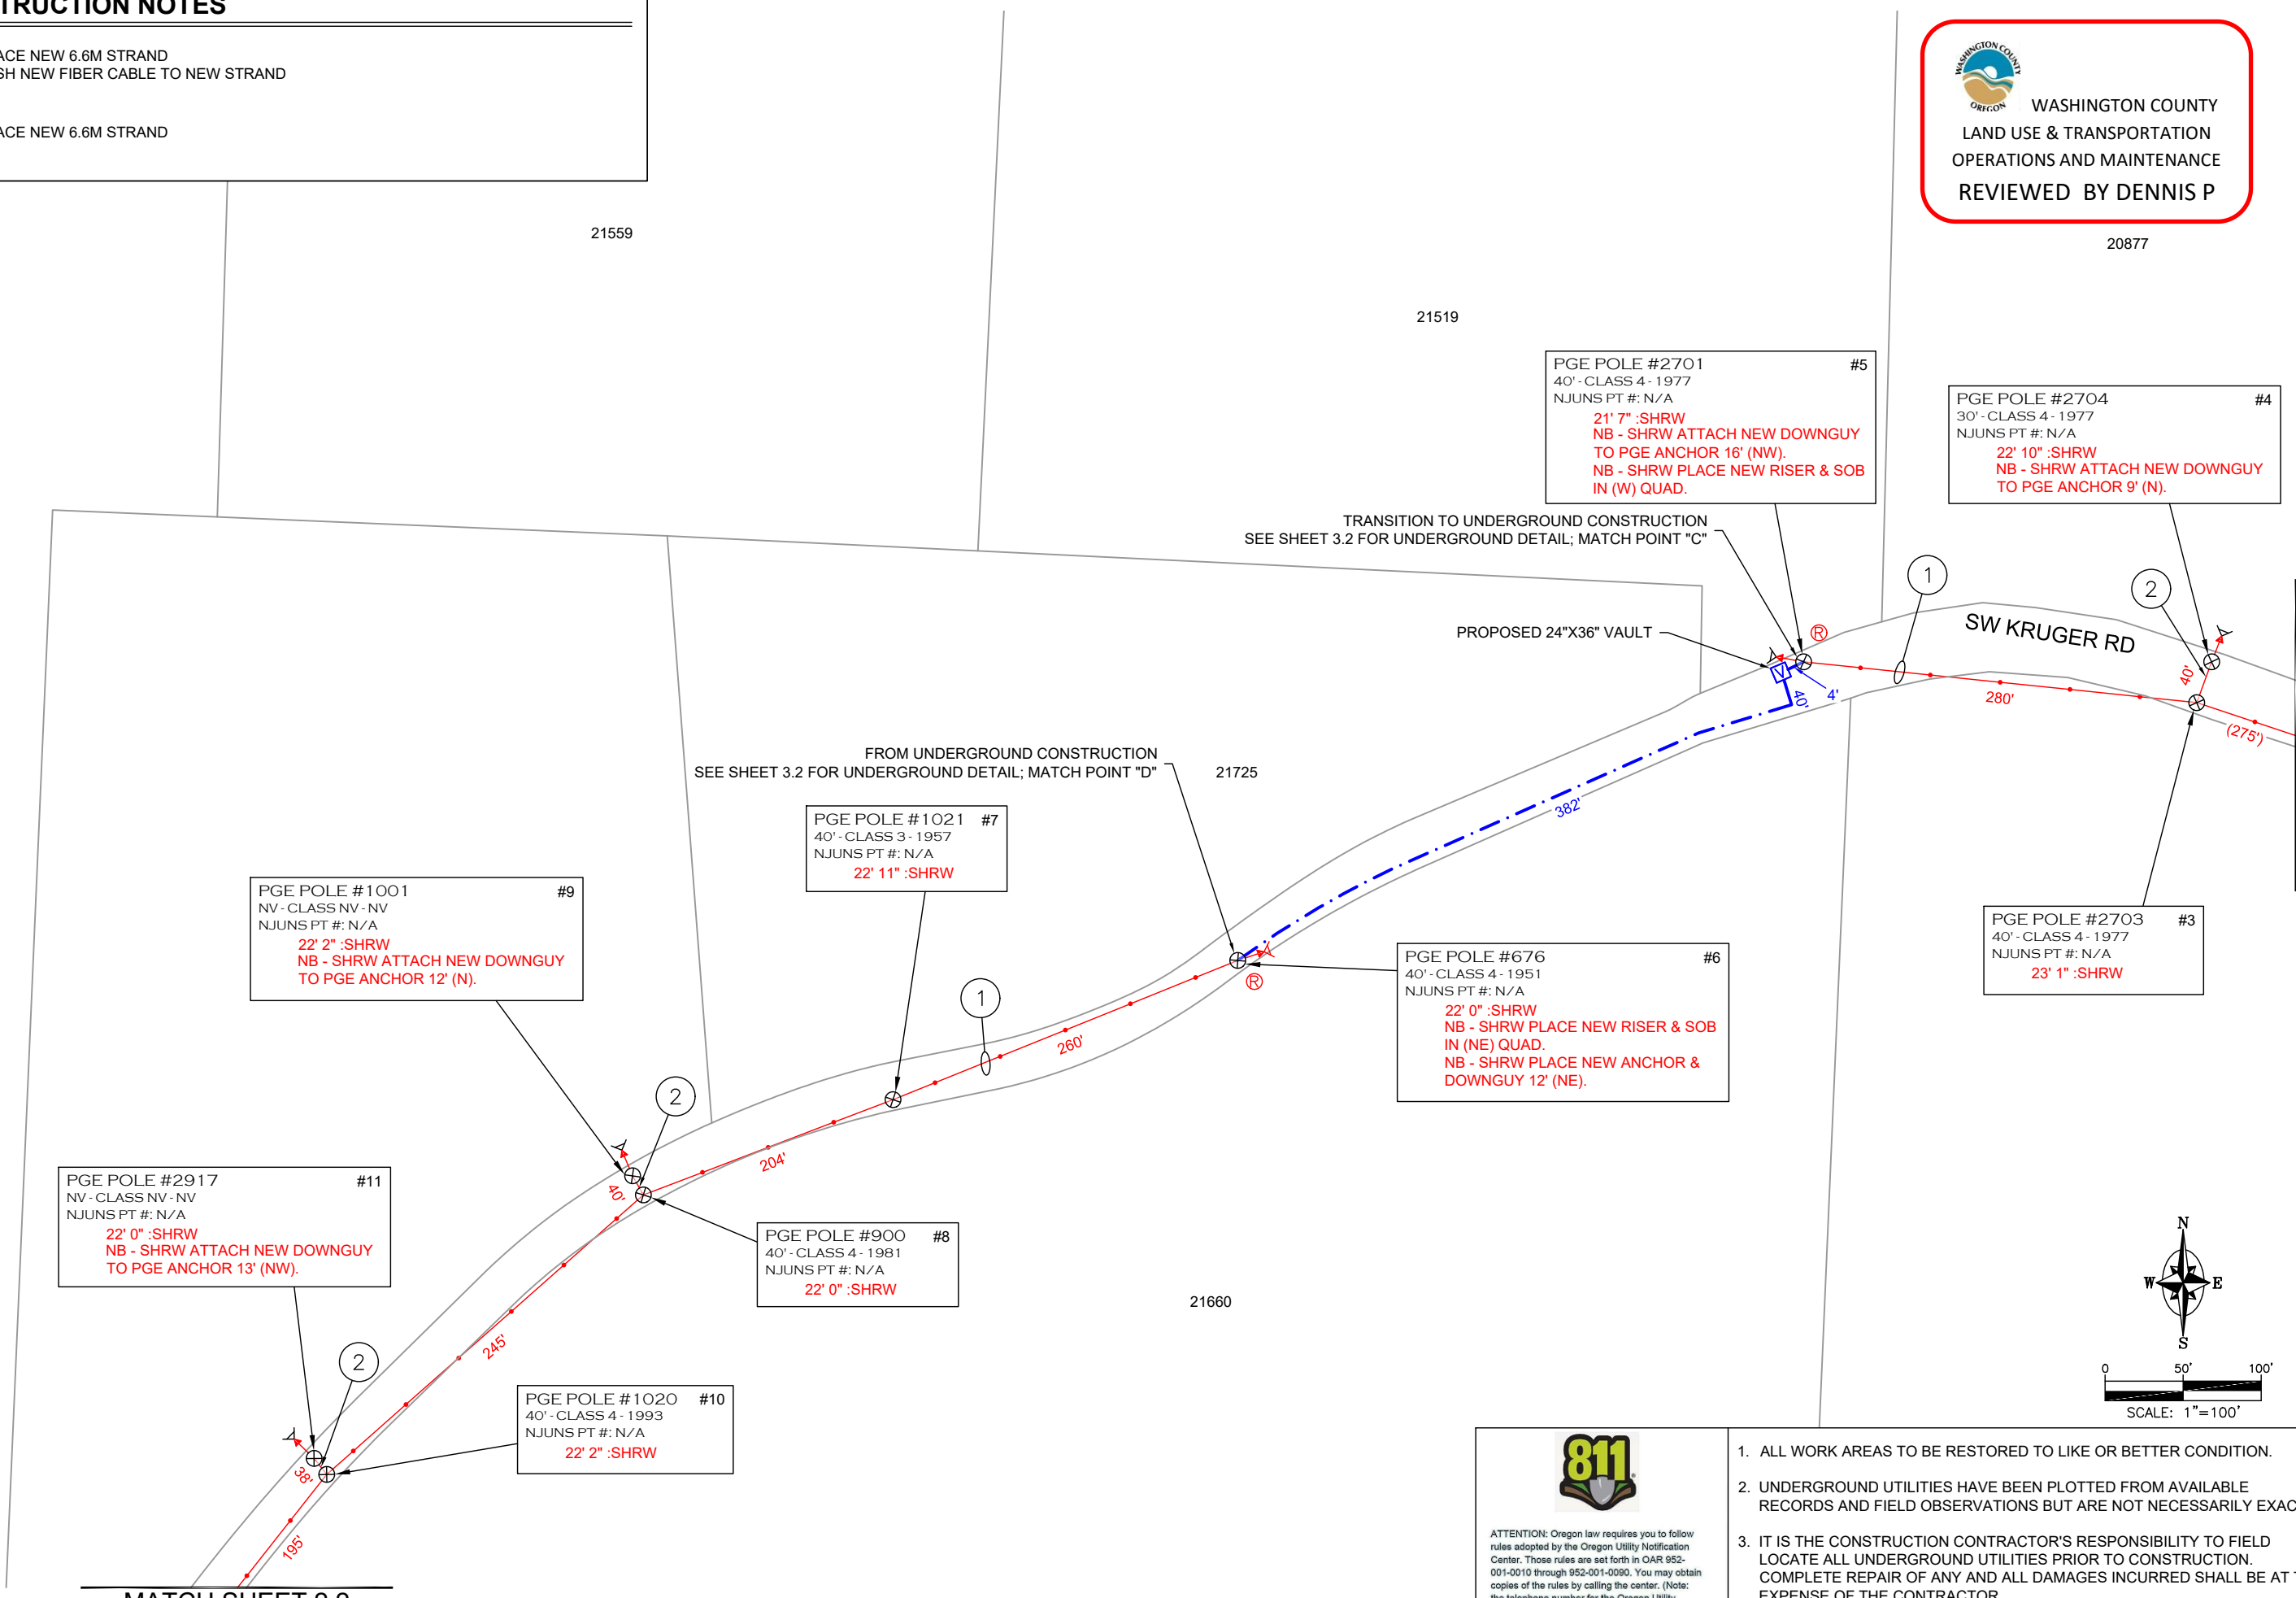 TRUCTION NOTES
ACE NEW 6.6M STRAND
SH NEW FIBER CABLE TO NEW STRAND
ACE NEW 6.6M STRAND
WASHINGTON COUNTY
OREGON
WASHINGTON COUNTY
LAND USE & TRANSPORTATION
OPERATIONS AND MAINTENANCE
REVIEWED BY DENNIS P
21559
20877
21519
PGE POLE #2701 #5
40' - CLASS 4 - 1977
NJUNS PT #: N/A
21' 7" :SHRW
NB - SHRW ATTACH NEW DOWNGUY
TO PGE ANCHOR 16' (NW).
NB - SHRW PLACE NEW RISER & SOB
IN (W) QUAD.
PGE POLE #2704 #4
30' - CLASS 4 - 1977
NJUNS PT #: N/A
22' 10" :SHRW
NB - SHRW ATTACH NEW DOWNGUY
TO PGE ANCHOR 9' (N).
TRANSITION TO UNDERGROUND CONSTRUCTION
SEE SHEET 3.2 FOR UNDERGROUND DETAIL; MATCH POINT "C"
1
2
PROPOSED 24"X36" VAULT
R
V
SW KRUGER RD
4'
40'
280'
40'
(275')
FROM UNDERGROUND CONSTRUCTION
SEE SHEET 3.2 FOR UNDERGROUND DETAIL; MATCH POINT "D"
21725
382'
PGE POLE #1021 #7
40' - CLASS 3 - 1957
NJUNS PT #: N/A
22' 11" :SHRW
PGE POLE #1001 #9
NV - CLASS NV - NV
NJUNS PT #: N/A
22' 2" :SHRW
NB - SHRW ATTACH NEW DOWNGUY
TO PGE ANCHOR 12' (N).
PGE POLE #2703 #3
40' - CLASS 4 - 1977
NJUNS PT #: N/A
23' 1" :SHRW
PGE POLE #676 #6
40' - CLASS 4 - 1951
NJUNS PT #: N/A
22' 0" :SHRW
NB - SHRW PLACE NEW RISER & SOB
IN (NE) QUAD.
NB - SHRW PLACE NEW ANCHOR &
DOWNGUY 12' (NE).
R
1
260'
2
204'
40'
PGE POLE #2917 #11
NV - CLASS NV - NV
NJUNS PT #: N/A
22' 0" :SHRW
NB - SHRW ATTACH NEW DOWNGUY
TO PGE ANCHOR 13' (NW).
PGE POLE #900 #8
40' - CLASS 4 - 1981
NJUNS PT #: N/A
22' 0" :SHRW
21660
245'
2
PGE POLE #1020 #10
40' - CLASS 4 - 1993
NJUNS PT #: N/A
22' 2" :SHRW
38'
195'
N
W E
S
0 50' 100'
SCALE: 1"=100'
811
ATTENTION: Oregon law requires you to follow
rules adopted by the Oregon Utility Notification
Center. Those rules are set forth in OAR 952-
001-0010 through 952-001-0090. You may obtain
copies of the rules by calling the center. (Note:
the telephone number for the Oregon Utility
1. ALL WORK AREAS TO BE RESTORED TO LIKE OR BETTER CONDITION.
2. UNDERGROUND UTILITIES HAVE BEEN PLOTTED FROM AVAILABLE
RECORDS AND FIELD OBSERVATIONS BUT ARE NOT NECESSARILY EXAC
3. IT IS THE CONSTRUCTION CONTRACTOR'S RESPONSIBILITY TO FIELD
LOCATE ALL UNDERGROUND UTILITIES PRIOR TO CONSTRUCTION.
COMPLETE REPAIR OF ANY AND ALL DAMAGES INCURRED SHALL BE AT
EXPENSE OF THE CONTRACTOR
MATCH SHEET